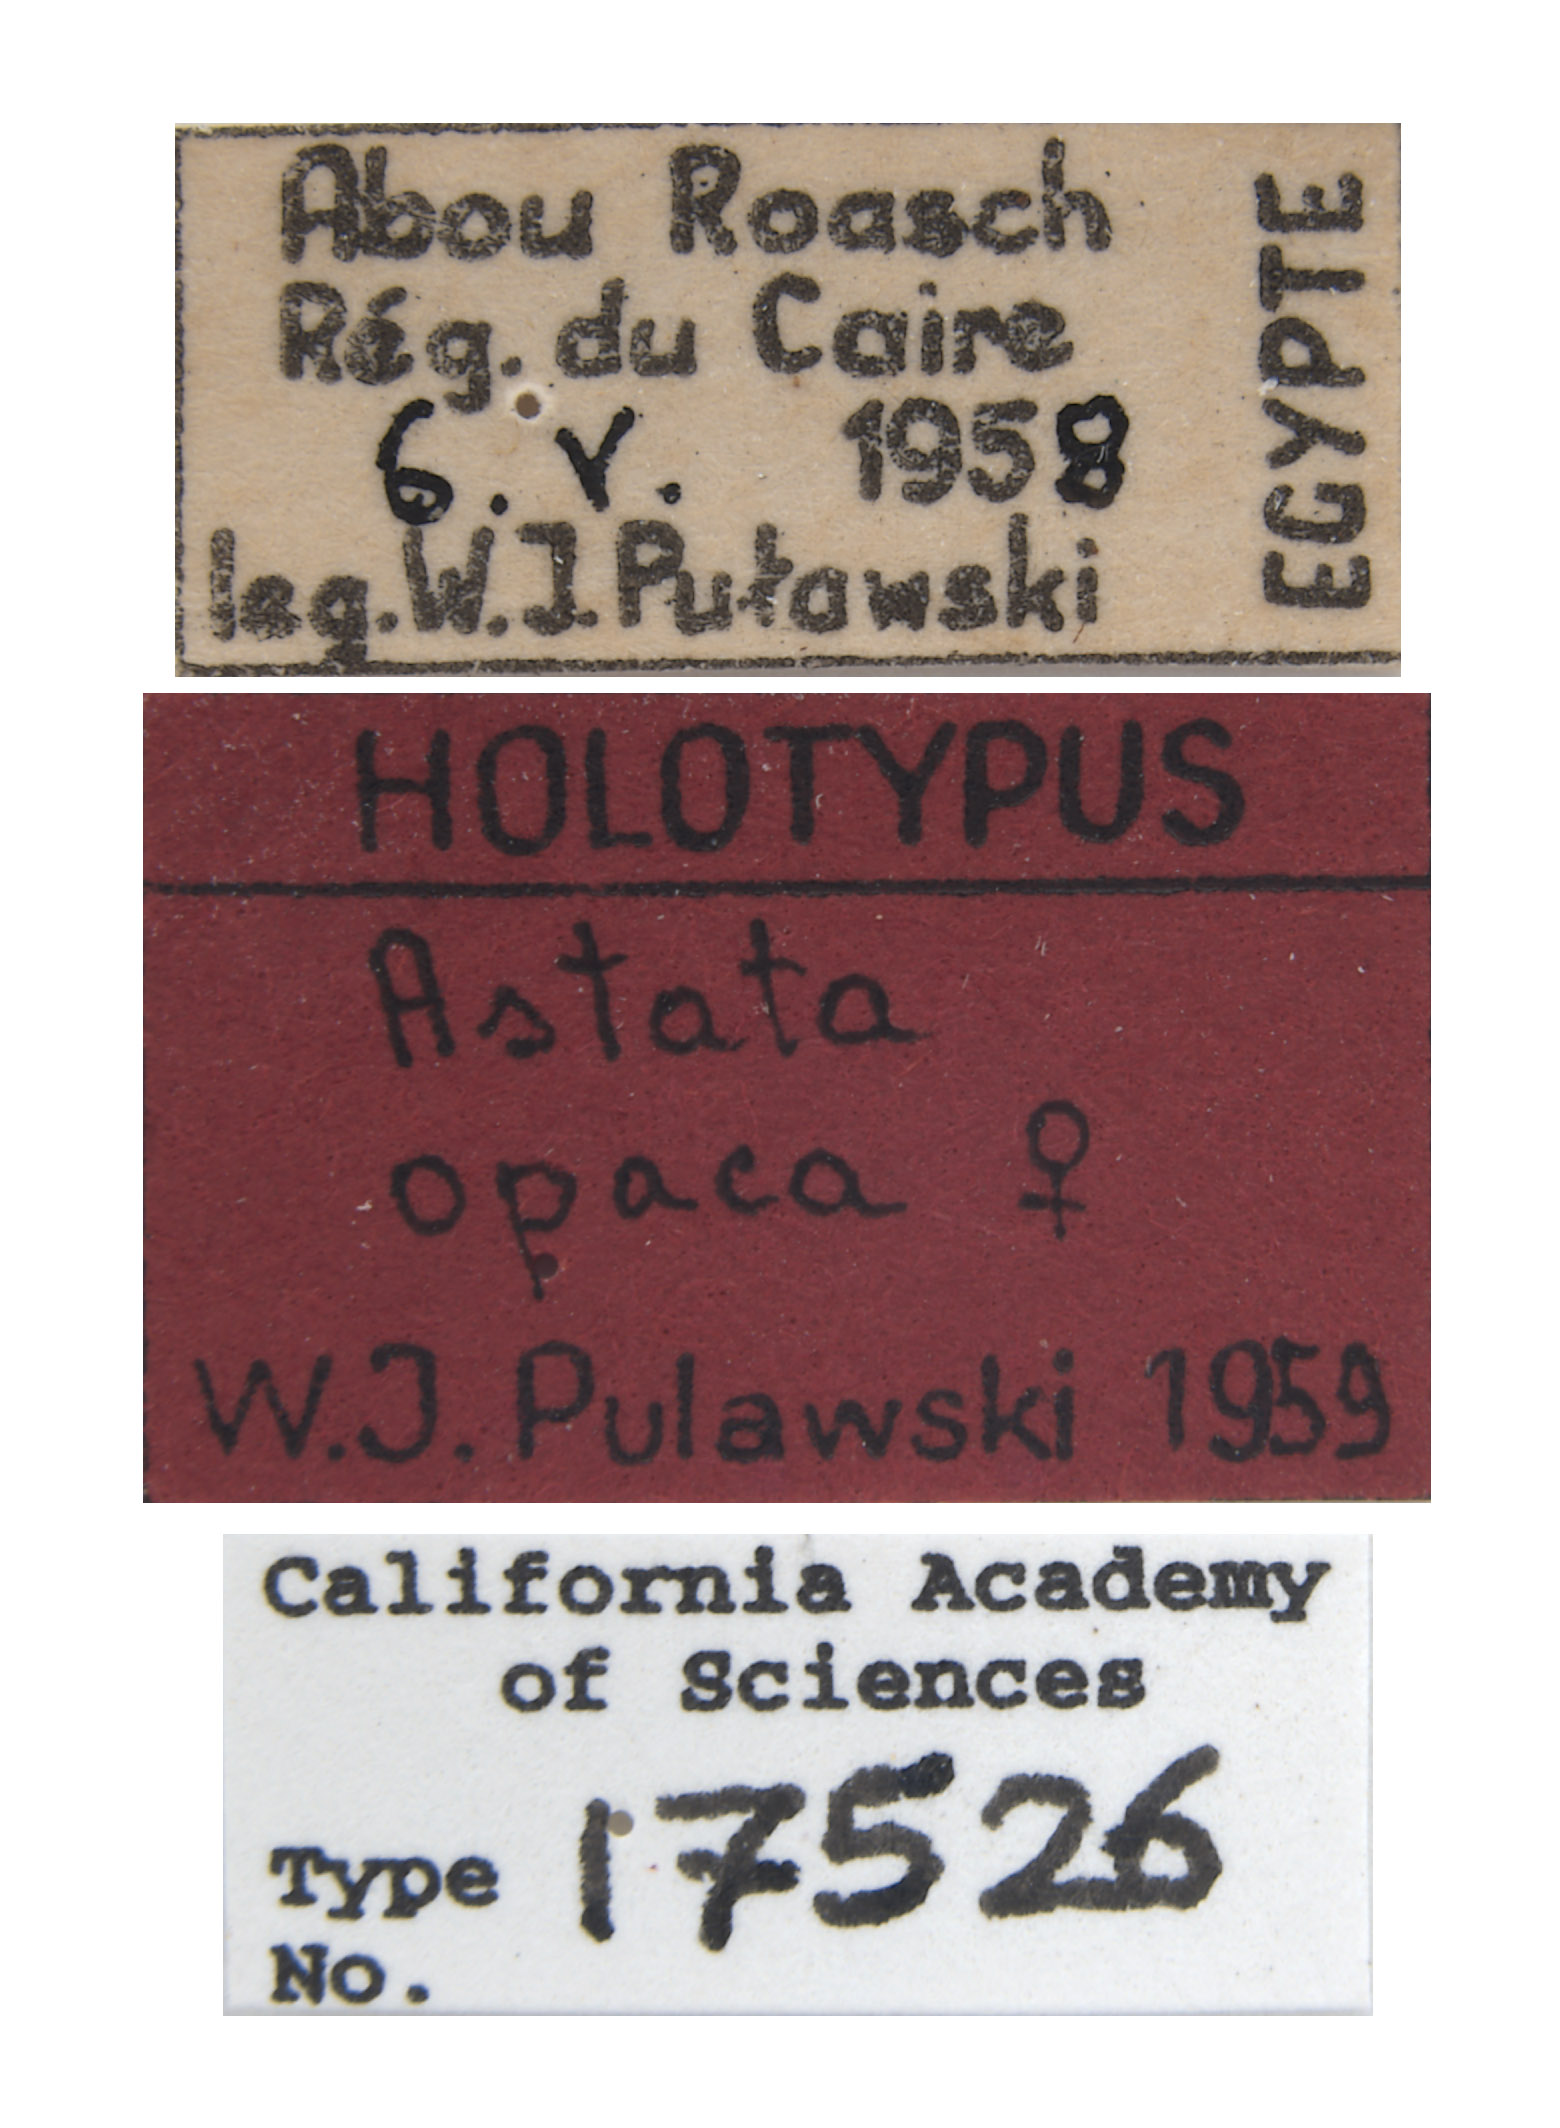 Abou Roasch
Rég. du Caire
6. V. 1958
leg. W. J. Puławski
EGYPTE
HOLOTYPUS
Astata
opaca ♀
W. J. Pulawski 1959
California Academy
of Sciences
Type 17526
No.